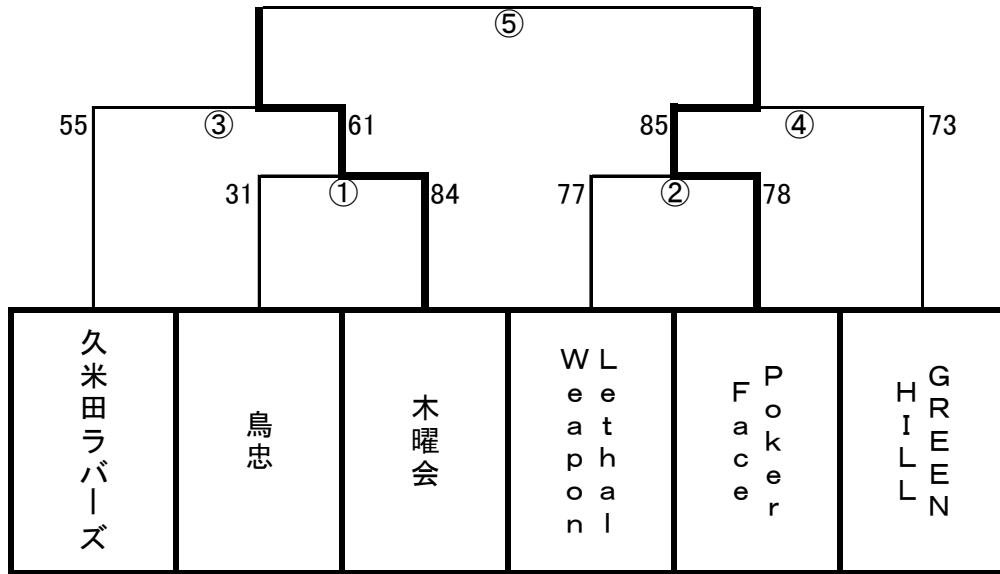 ⑤
55
③
61
85
④
73
31
①
84
77
②
78
久米田ラバーズ
鳥忠
木曜会
Ｌｅｔｈａｌ
Ｗｅａｐｏｎ
Ｐｏｋｅｒ
Ｆａｃｅ
ＧＲＥＥＮ
ＨＩＬＬ